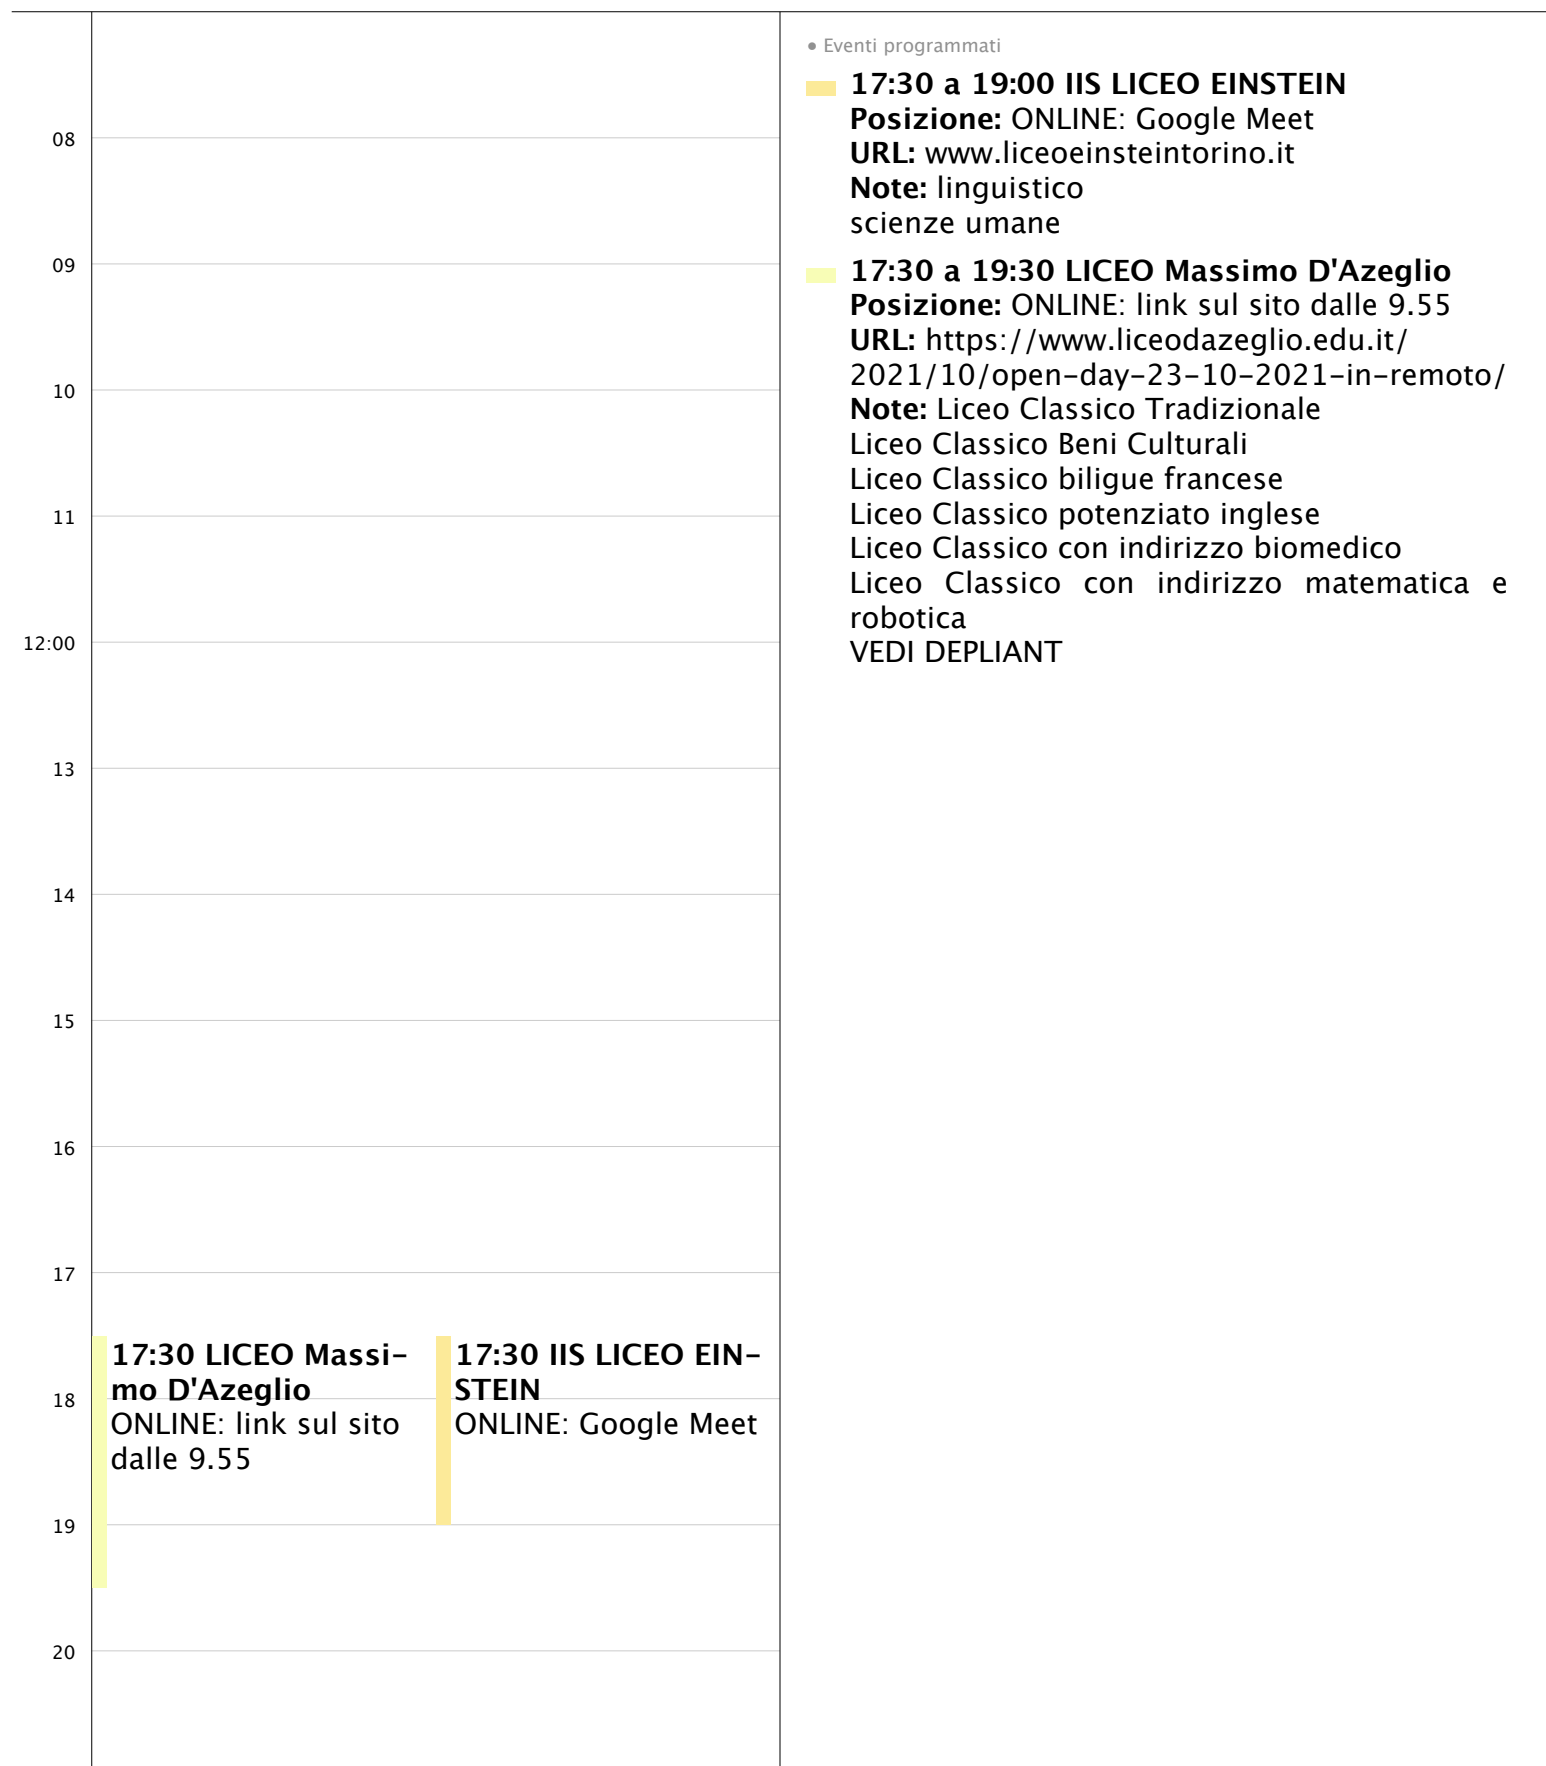 08
09
10
11
12:00
13
14
15
16
17
18
19
20
17:30 LICEO Massi-
mo D'Azeglio
ONLINE: link sul sito
dalle 9.55
17:30 IIS LICEO EIN-
STEIN
ONLINE: Google Meet
• Eventi programmati
17:30 a 19:00 IIS LICEO EINSTEIN
Posizione: ONLINE: Google Meet
URL: www.liceoeinsteintorino.it
Note: linguistico
scienze umane
17:30 a 19:30 LICEO Massimo D'Azeglio
Posizione: ONLINE: link sul sito dalle 9.55
URL: https://www.liceodazeglio.edu.it/
2021/10/open-day-23-10-2021-in-remoto/
Note: Liceo Classico Tradizionale
Liceo Classico Beni Culturali
Liceo Classico biligue francese
Liceo Classico potenziato inglese
Liceo Classico con indirizzo biomedico
Liceo Classico con indirizzo matematica e
robotica
VEDI DEPLIANT